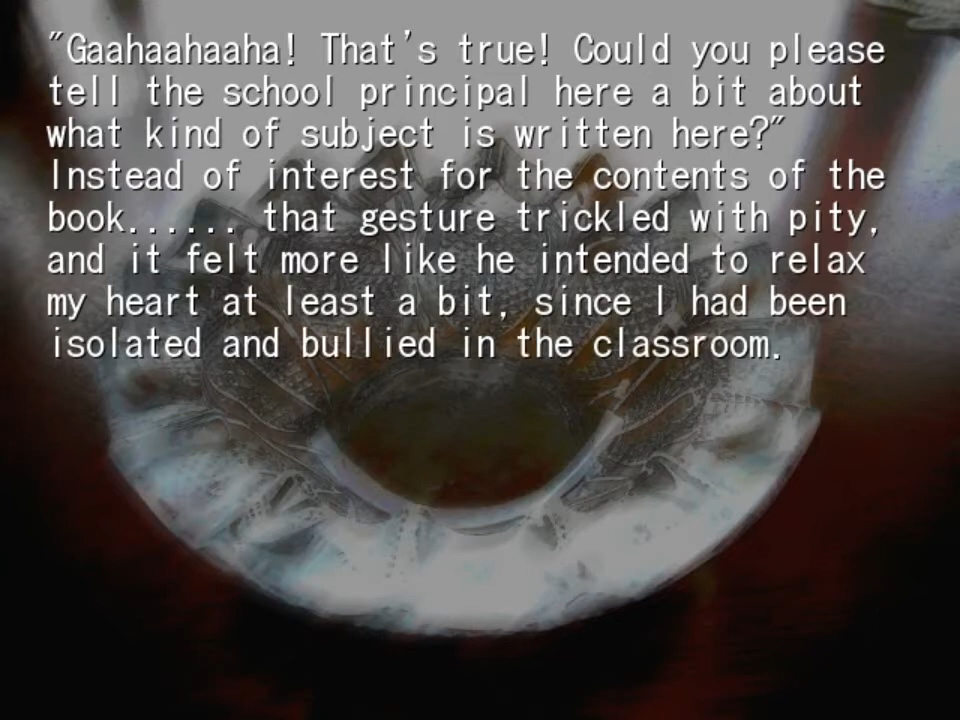 "Gaahaahaaha! That's true! Could you please
tell the school principal here a bit about
what kind of subject is written here?"
Instead of interest for the contents of the
book...... that gesture trickled with pity,
and it felt more like he intended to relax
my heart at least a bit, since I had been
isolated and bullied in the classroom.